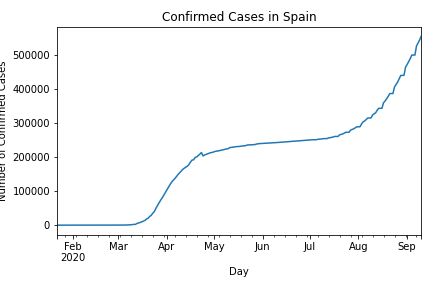 Confirmed Cases in Spain
Number of Confirmed Cases
500000
400000
300000
200000
100000
0
Feb Mar Apr May Jun Jul Aug Sep
2020
Day